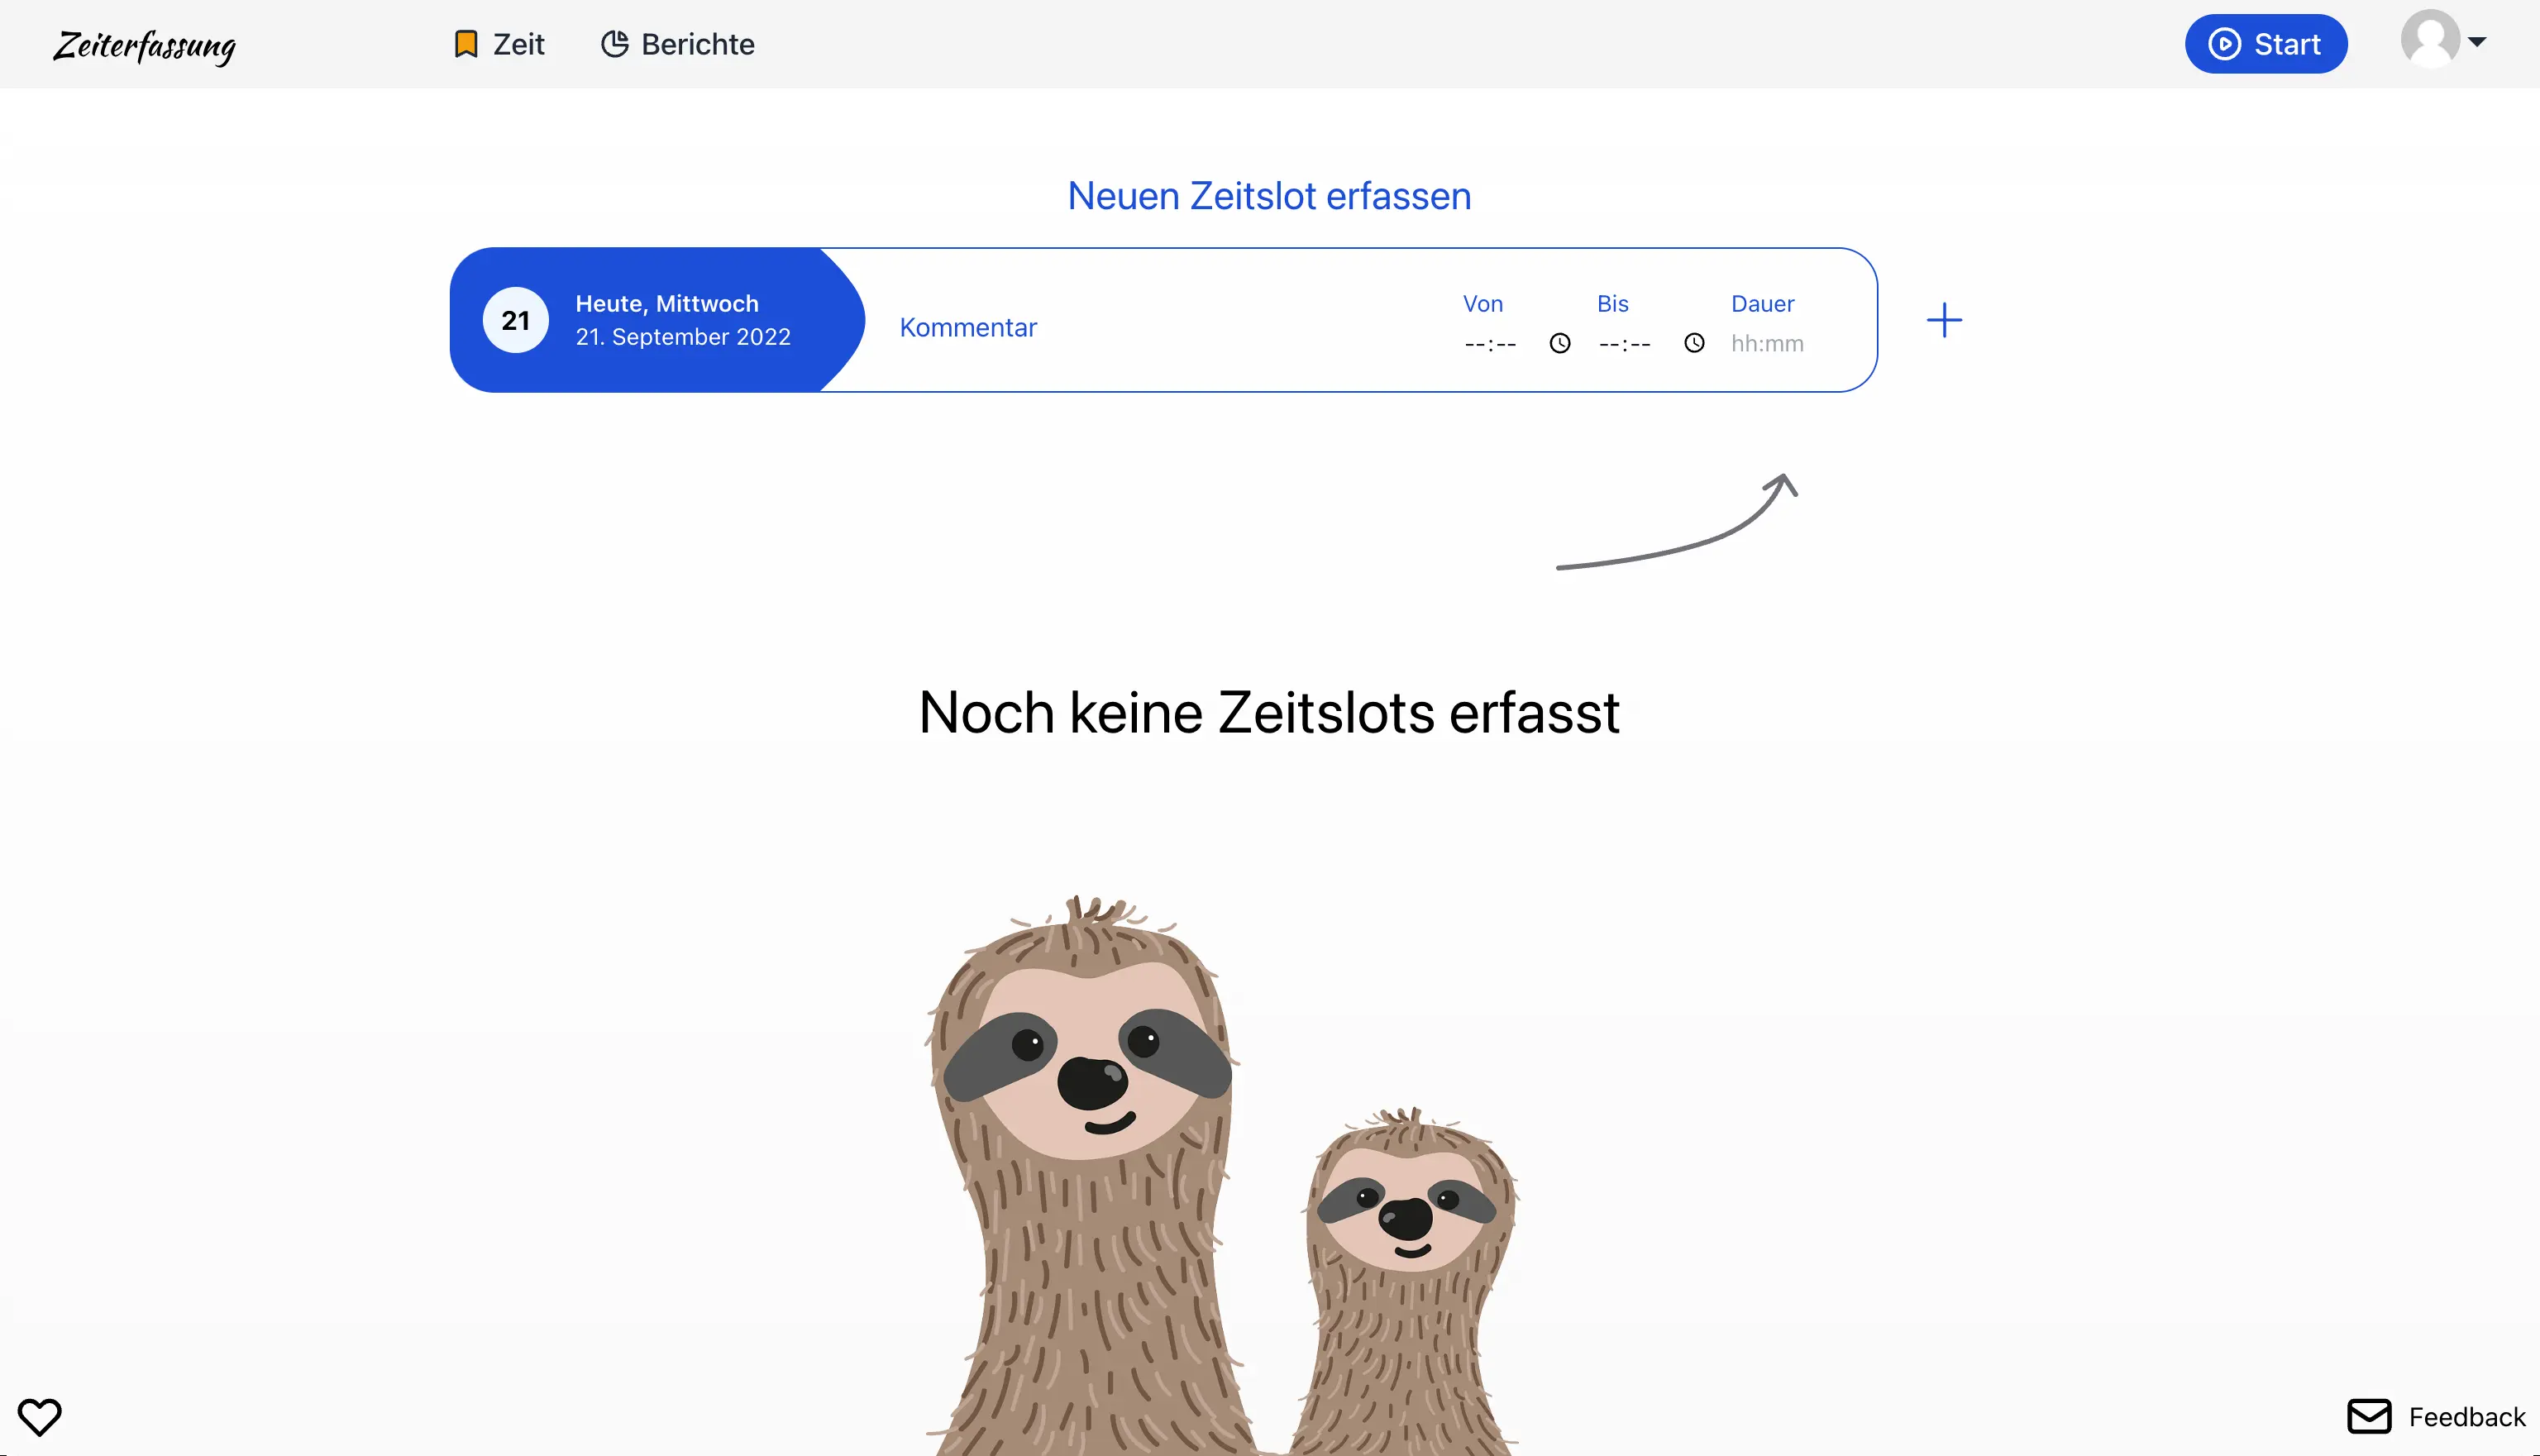 Zeiterfassung
Zeit
Berichte
Start
Neuen Zeitslot erfassen
21
Heute, Mittwoch
21. September 2022
Kommentar
Von
Bis
Dauer
--:--
--:--
hh:mm
Noch keine Zeitslots erfasst
Feedback